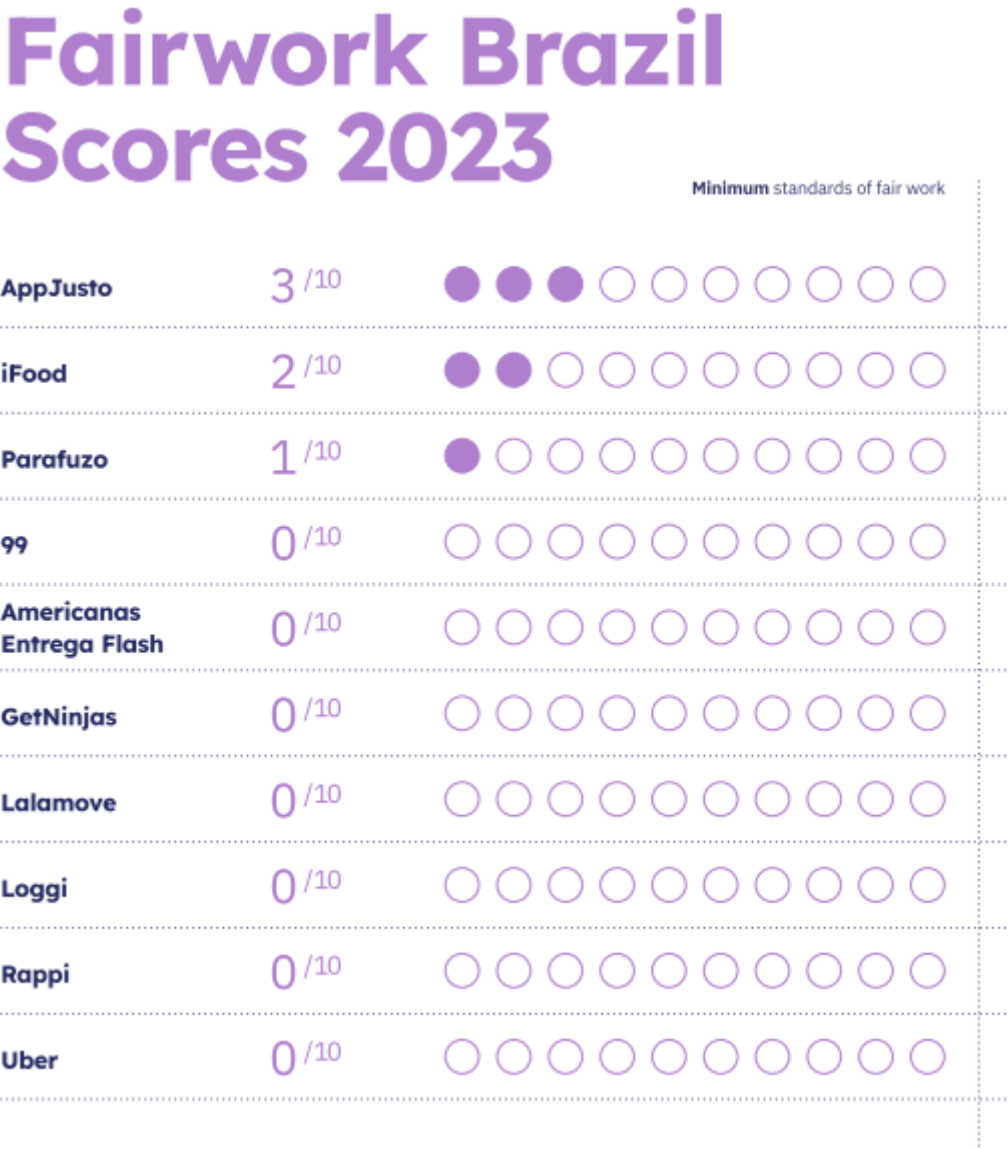 Fairwork Brazil
Scores 2023
Minimum standards of fair work
AppJusto 3 /10
iFood 2 /10
Parafuzo 1 /10
99 0 /10
Americanas
Entrega Flash 0 /10
GetNinjas 0 /10
Lalamove 0 /10
Loggi 0 /10
Rappi 0 /10
Uber 0 /10